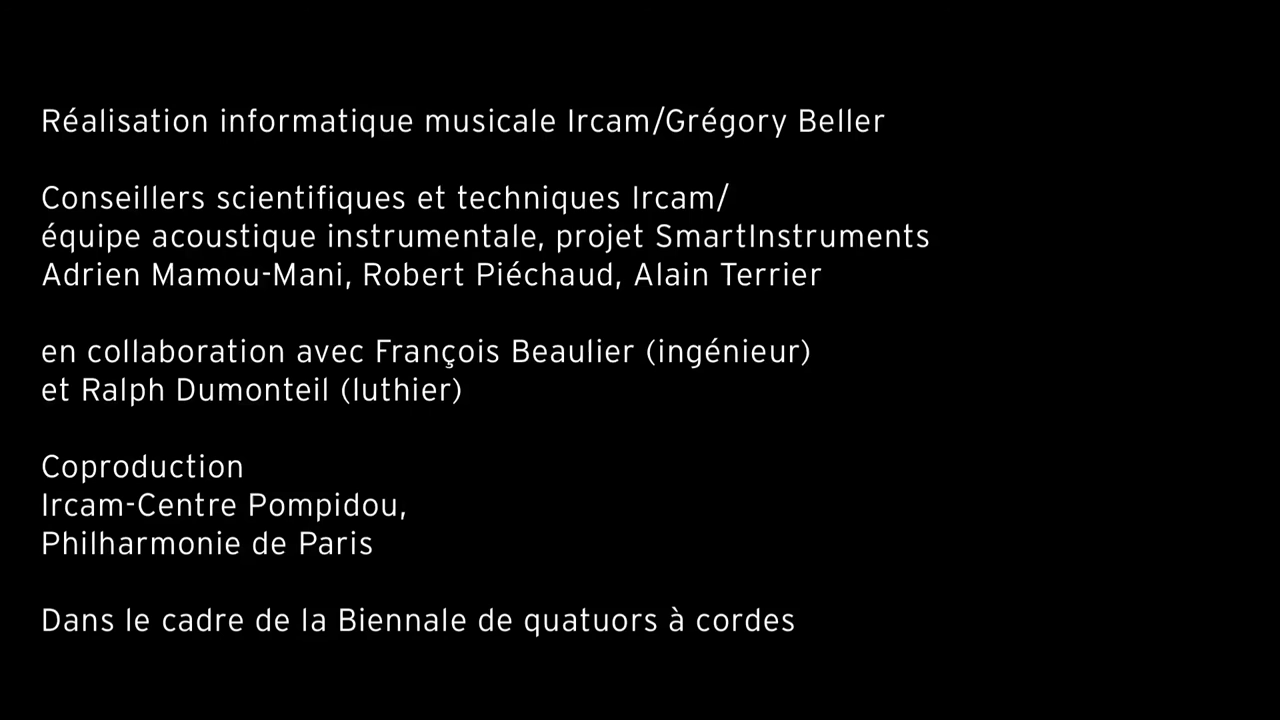 Réalisation informatique musicale Ircam/Grégory Beller
Conseillers scientifiques et techniques Ircam/
équipe acoustique instrumentale, projet SmartInstruments
Adrien Mamou-Mani, Robert Piéchaud, Alain Terrier
en collaboration avec François Beaulier (ingénieur)
et Ralph Dumonteil (luthier)
Coproduction
Ircam-Centre Pompidou,
Philharmonie de Paris
Dans le cadre de la Biennale de quatuors à cordes